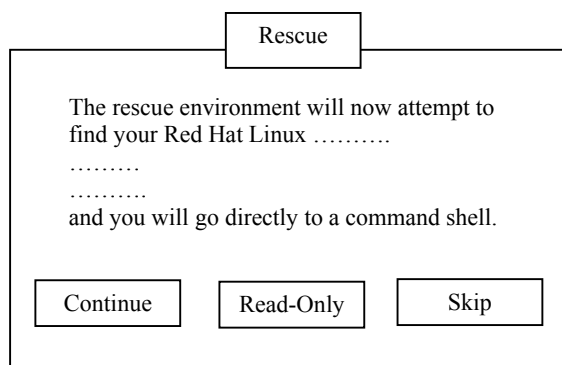 Rescue
The rescue environment will now attempt to
find your Red Hat Linux ……….
………
……….
and you will go directly to a command shell.
Continue Read-Only Skip